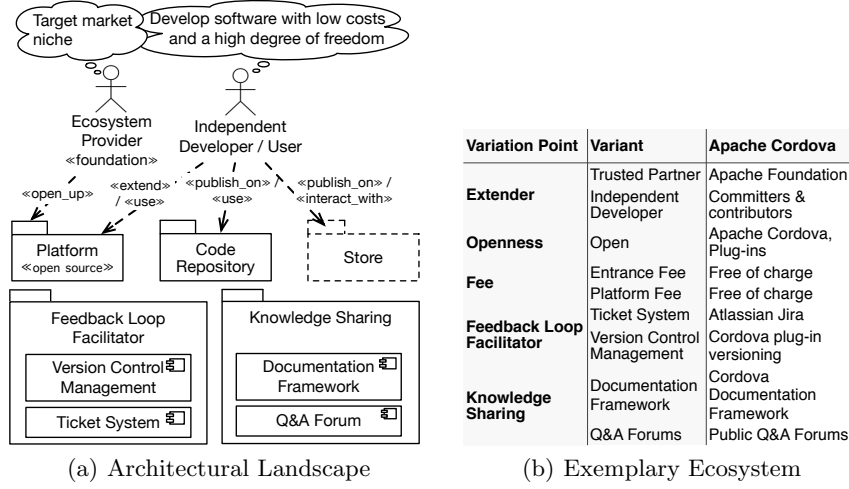 Target market
niche
Develop software with low costs
and a high degree of freedom
Ecosystem
Provider
«foundation»
Independent
Developer / User
«open_up»
«extend»
/ «use»
«publish_on» /
«use»
«publish_on» /
«interact_with»
Platform
«open source»
Code
Repository
Store
Feedback Loop
Facilitator
Version Control
Management
Ticket System
Knowledge Sharing
Documentation
Framework
Q&A Forum
(a) Architectural Landscape
Variation Point Variant Apache Cordova
Extender
Trusted Partner Apache Foundation
Independent
Developer
Committers &
contributors
Openness Open
Apache Cordova,
Plug-ins
Fee
Entrance Fee Free of charge
Platform Fee Free of charge
Feedback Loop
Facilitator
Ticket System Atlassian Jira
Version Control
Management
Cordova plug-in
versioning
Knowledge
Sharing
Documentation
Framework
Cordova
Documentation
Framework
Q&A Forums Public Q&A Forums
(b) Exemplary Ecosystem